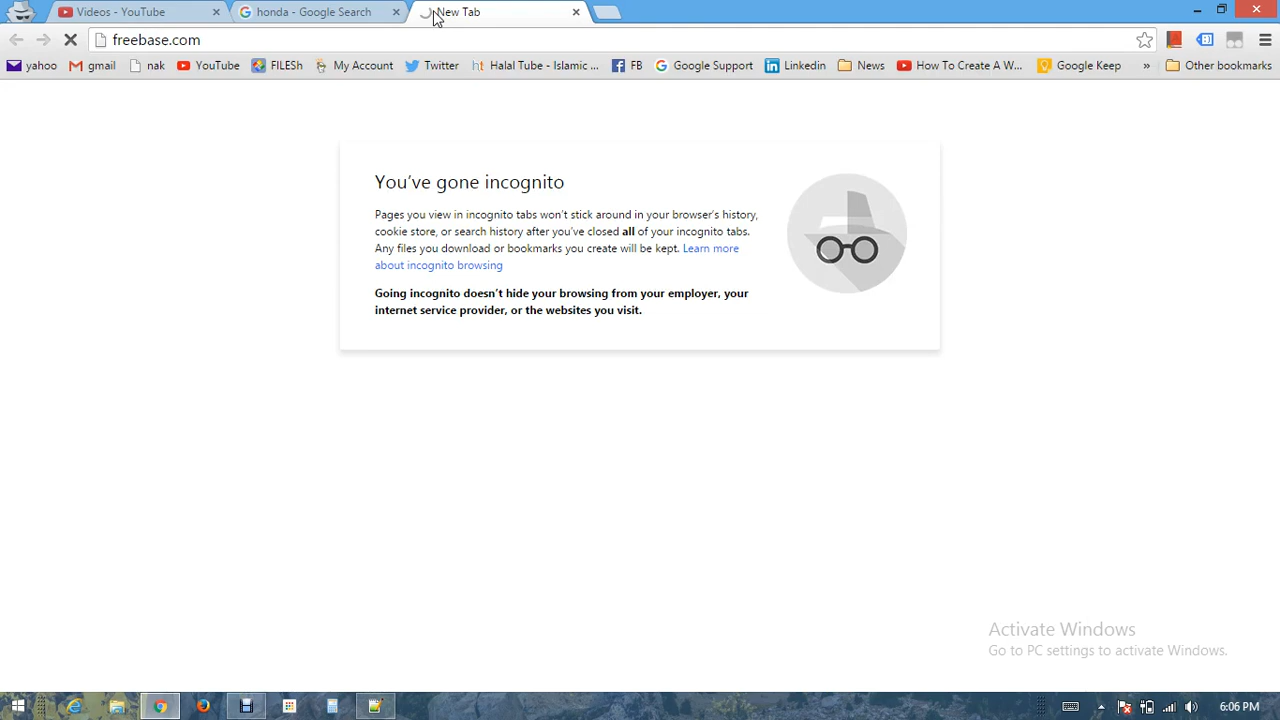 Videos - YouTube
honda - Google Search
New Tab
freebase.com
yahoo
gmail
nak
YouTube
FILESh
My Account
Twitter
ht Halal Tube - Islamic ...
FB
Google Support
Linkedin
News
How To Create A W...
Google Keep
»
Other bookmarks
You've gone incognito
Pages you view in incognito tabs won't stick around in your browser's history,
cookie store, or search history after you've closed all of your incognito tabs.
Any files you download or bookmarks you create will be kept. Learn more
about incognito browsing
Going incognito doesn't hide your browsing from your employer, your
internet service provider, or the websites you visit.
Activate Windows
Go to PC settings to activate Windows.
6:06 PM